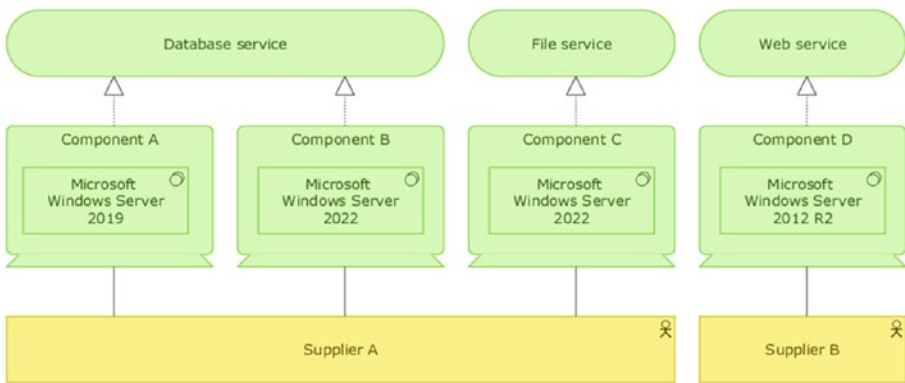 Database service
File service
Web service
Component A
Component B
Component C
Component D
Microsoft
Windows Server
2019
Microsoft
Windows Server
2022
Microsoft
Windows Server
2022
Microsoft
Windows Server
2012 R2
Supplier A
Supplier B